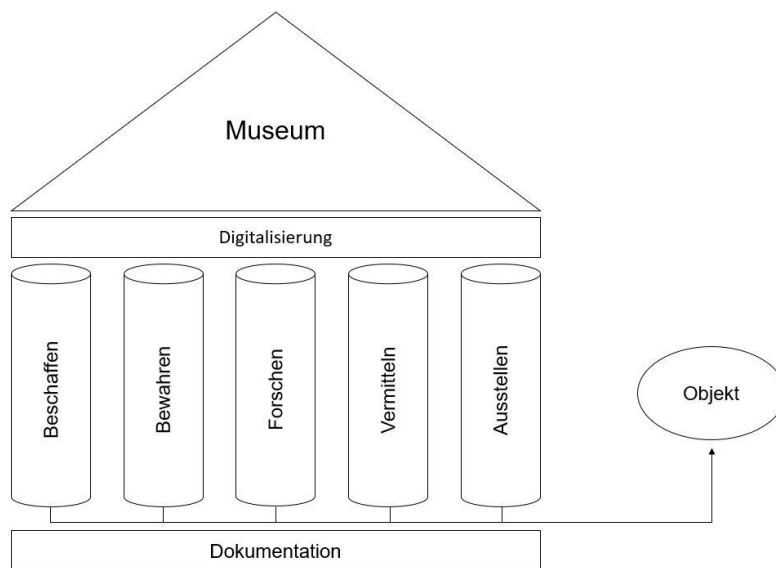 Museum
Digitalisierung
Beschaffen
Bewahren
Forschen
Vermitteln
Ausstellen
Objekt
Dokumentation